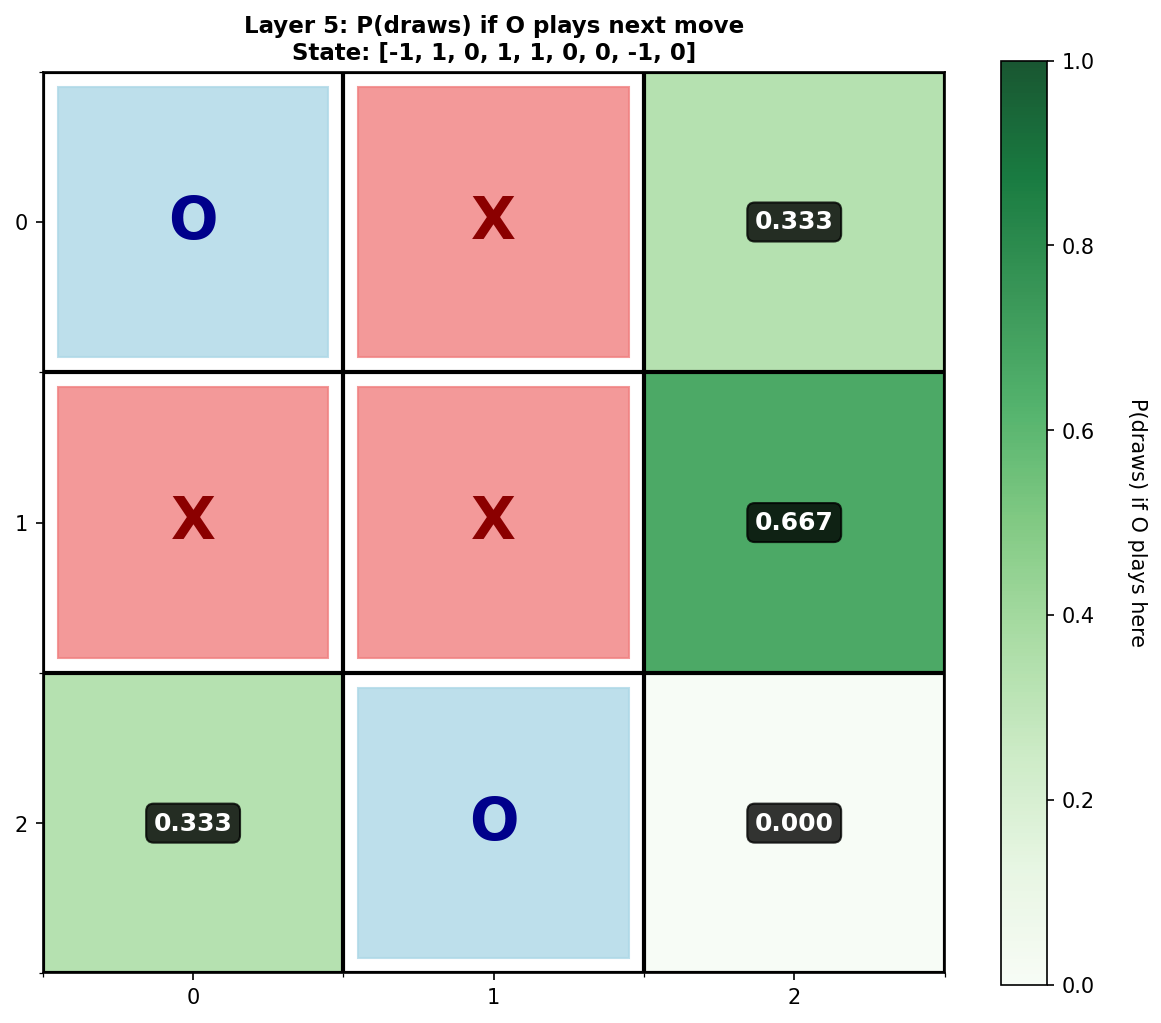 Layer 5: P(draws) if O plays next move
State: [-1, 1, 0, 1, 1, 0, 0, -1, 0]
0
O
X
0.333
1
X
X
0.667
2
0.333
O
0.000
0
1
2
1.0
0.8
0.6
0.4
0.2
0.0
P(draws) if O plays here